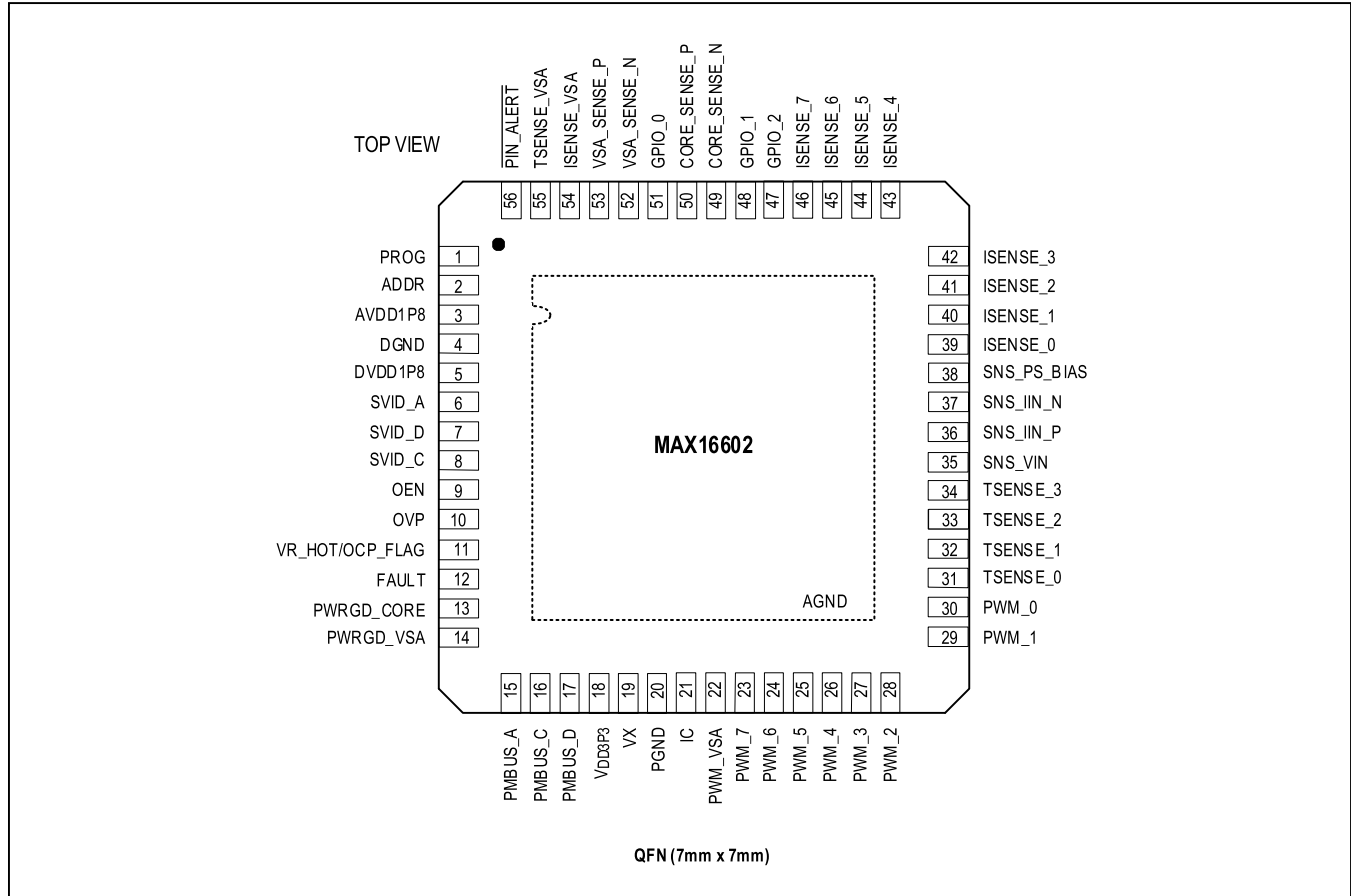 TOP VIEW
PIN_ALERT
TSENSE_VSA
ISENSE_VSA
VSA_SENSE_P
VSA_SENSE_N
GPIO_0
CORE_SENSE_P
CORE_SENSE_N
GPIO_1
GPIO_2
ISENSE_7
ISENSE_6
ISENSE_5
ISENSE_4
56
55
54
53
52
51
50
49
48
47
46
45
44
43
PROG 1
ADDR 2
AVDD1P8 3
DGND 4
DVDD1P8 5
SVID_A 6
SVID_D 7
SVID_C 8
OEN 9
OVP 10
VR_HOT/OCP_FLAG 11
FAULT 12
PWRGD_CORE 13
PWRGD_VSA 14
MAX16602
AGND
42 ISENSE_3
41 ISENSE_2
40 ISENSE_1
39 ISENSE_0
38 SNS_PS_BIAS
37 SNS_IIN_N
36 SNS_IIN_P
35 SNS_VIN
34 TSENSE_3
33 TSENSE_2
32 TSENSE_1
31 TSENSE_0
30 PWM_0
29 PWM_1
15
16
17
18
19
20
21
22
23
24
25
26
27
28
PMBUS_A
PMBUS_C
PMBUS_D
VDD3P3
VX
PGND
IC
PWM_VSA
PWM_7
PWM_6
PWM_5
PWM_4
PWM_3
PWM_2
QFN (7mm x 7mm)